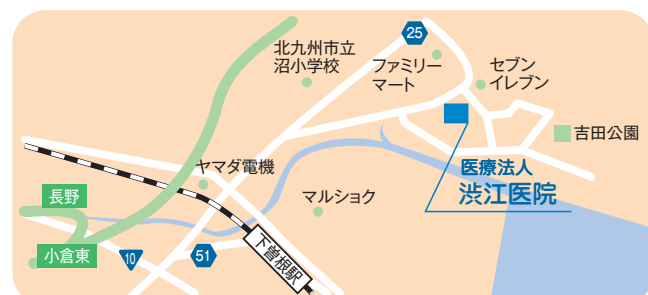 25
北九州市立
沼小学校
ファミリー
マート
セブン
イレブン
吉田公園
医療法人
渋江医院
ヤマダ電機
マルショク
長野
小倉東
10
51
下曽根駅